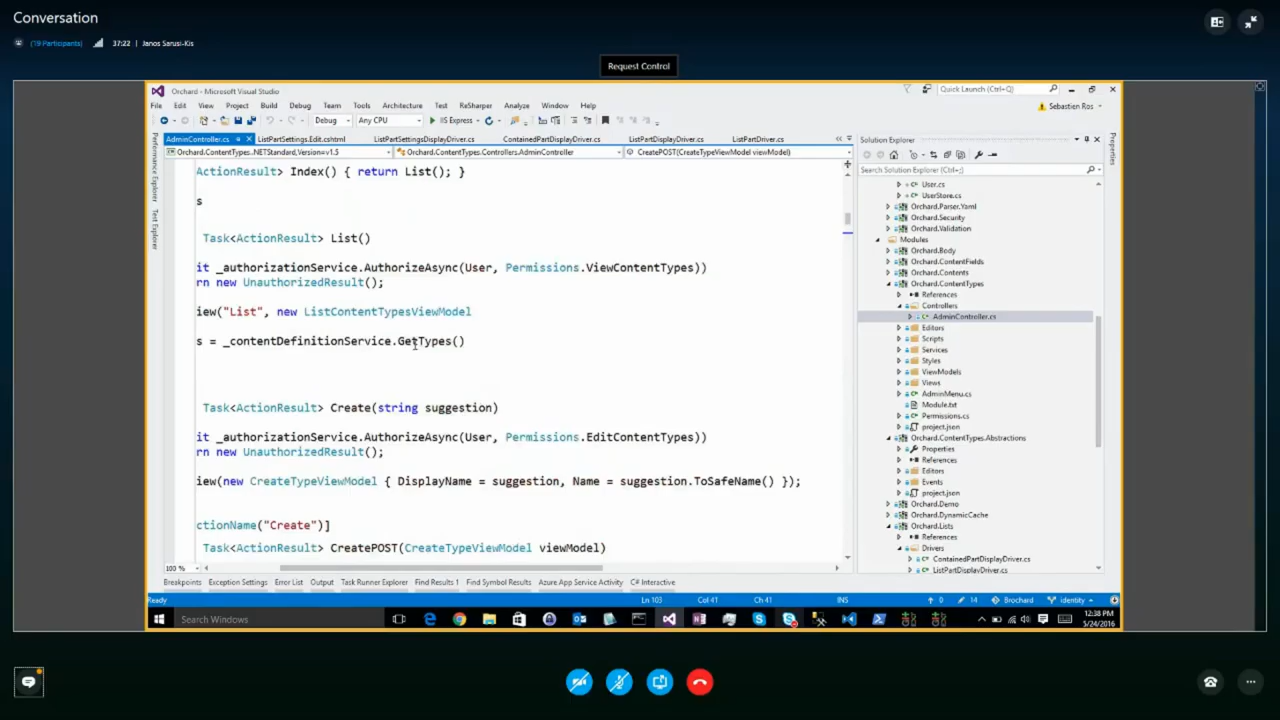 Conversation
(19 Participants) 37:22 | Janos Sarusi-Kis
Request Control
Orchard - Microsoft Visual Studio
Quick Launch (Ctrl+;)
File Edit View Project Build Debug Team Tools Architecture Test ReSharper Analyze Window Help
Sebastien Ros
Debug Any CPU IIS Express
AdminController.cs ListPartSettings.Edit.cshtml ListPartSettingsDisplayDriver.cs ContainedPartDisplayDriver.cs ListPartDisplayDriver.cs ListPartDriver.cs
Orchard.ContentTypes..NETStandard,Version=v1.5 Orchard.ContentTypes.Controllers.AdminController CreatePOST(CreateTypeViewModel viewModel)
Performance Explorer
Test Explorer
ActionResult> Index() { return List(); }
s
Task<ActionResult> List()
it _authorizationService.AuthorizeAsync(User, Permissions.ViewContentTypes))
rn new UnauthorizedResult();
iew("List", new ListContentTypesViewModel
s = _contentDefinitionService.GetTypes()
Task<ActionResult> Create(string suggestion)
it _authorizationService.AuthorizeAsync(User, Permissions.EditContentTypes))
rn new UnauthorizedResult();
iew(new CreateTypeViewModel { DisplayName = suggestion, Name = suggestion.ToSafeName() });
ctionName("Create")]
Task<ActionResult> CreatePOST(CreateTypeViewModel viewModel)
100 %
Solution Explorer
Search Solution Explorer (Ctrl+;)
User.cs
UserStore.cs
Orchard.Parser.Yaml
Orchard.Security
Orchard.Validation
Modules
Orchard.Body
Orchard.ContentFields
Orchard.Contents
Orchard.ContentTypes
References
Controllers
AdminController.cs
Editors
Scripts
Services
Styles
ViewModels
Views
AdminMenu.cs
Module.txt
Permissions.cs
project.json
Orchard.ContentTypes.Abstractions
Properties
References
Editors
Events
project.json
Orchard.Demo
Orchard.DynamicCache
Orchard.Lists
References
Drivers
ContainedPartDisplayDriver.cs
ListPartDisplayDriver.cs
Properties
Breakpoints Exception Settings Error List Output Task Runner Explorer Find Results 1 Find Symbol Results Azure App Service Activity C# Interactive
Ready Ln 103 Col 41 Ch 41 INS 0 14 Brochard identity
Search Windows
12:38 PM
5/24/2016